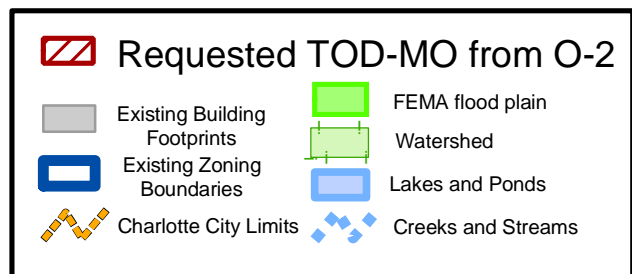 Requested TOD-MO from O-2
Existing Building
Footprints
Existing Zoning
Boundaries
Charlotte City Limits
FEMA flood plain
Watershed
Lakes and Ponds
Creeks and Streams